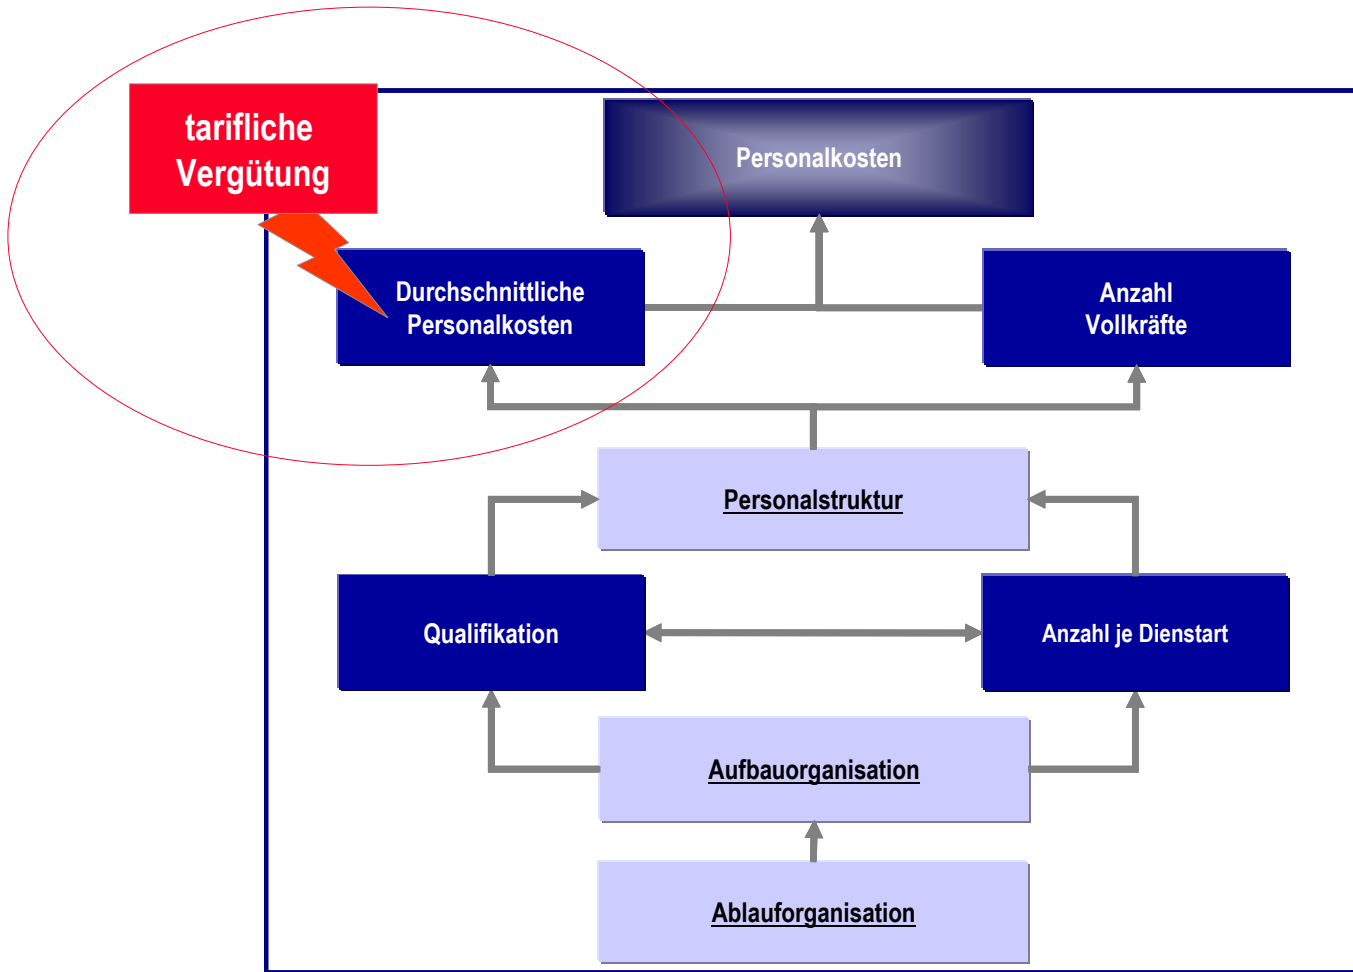 tarifliche
Vergütung
Personalkosten
Durchschnittliche
Personalkosten
Anzahl
Vollkräfte
Personalstruktur
Qualifikation
Anzahl je Dienstart
Aufbauorganisation
Ablauforganisation